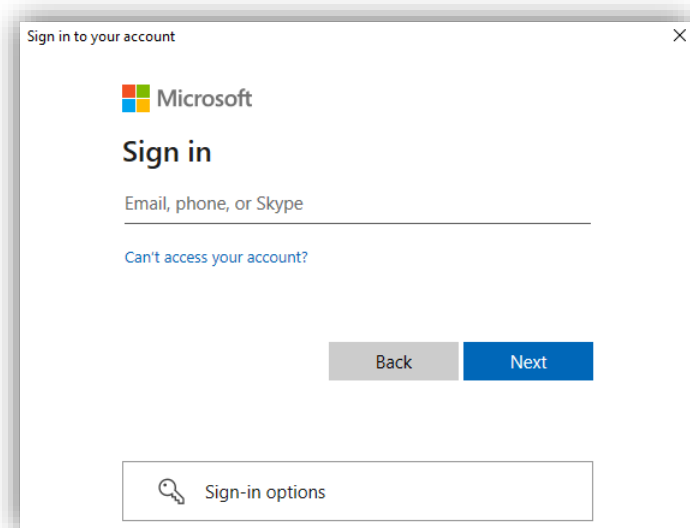 Sign in to your account
Microsoft
Sign in
Email, phone, or Skype
Can't access your account?
Back Next
Sign-in options